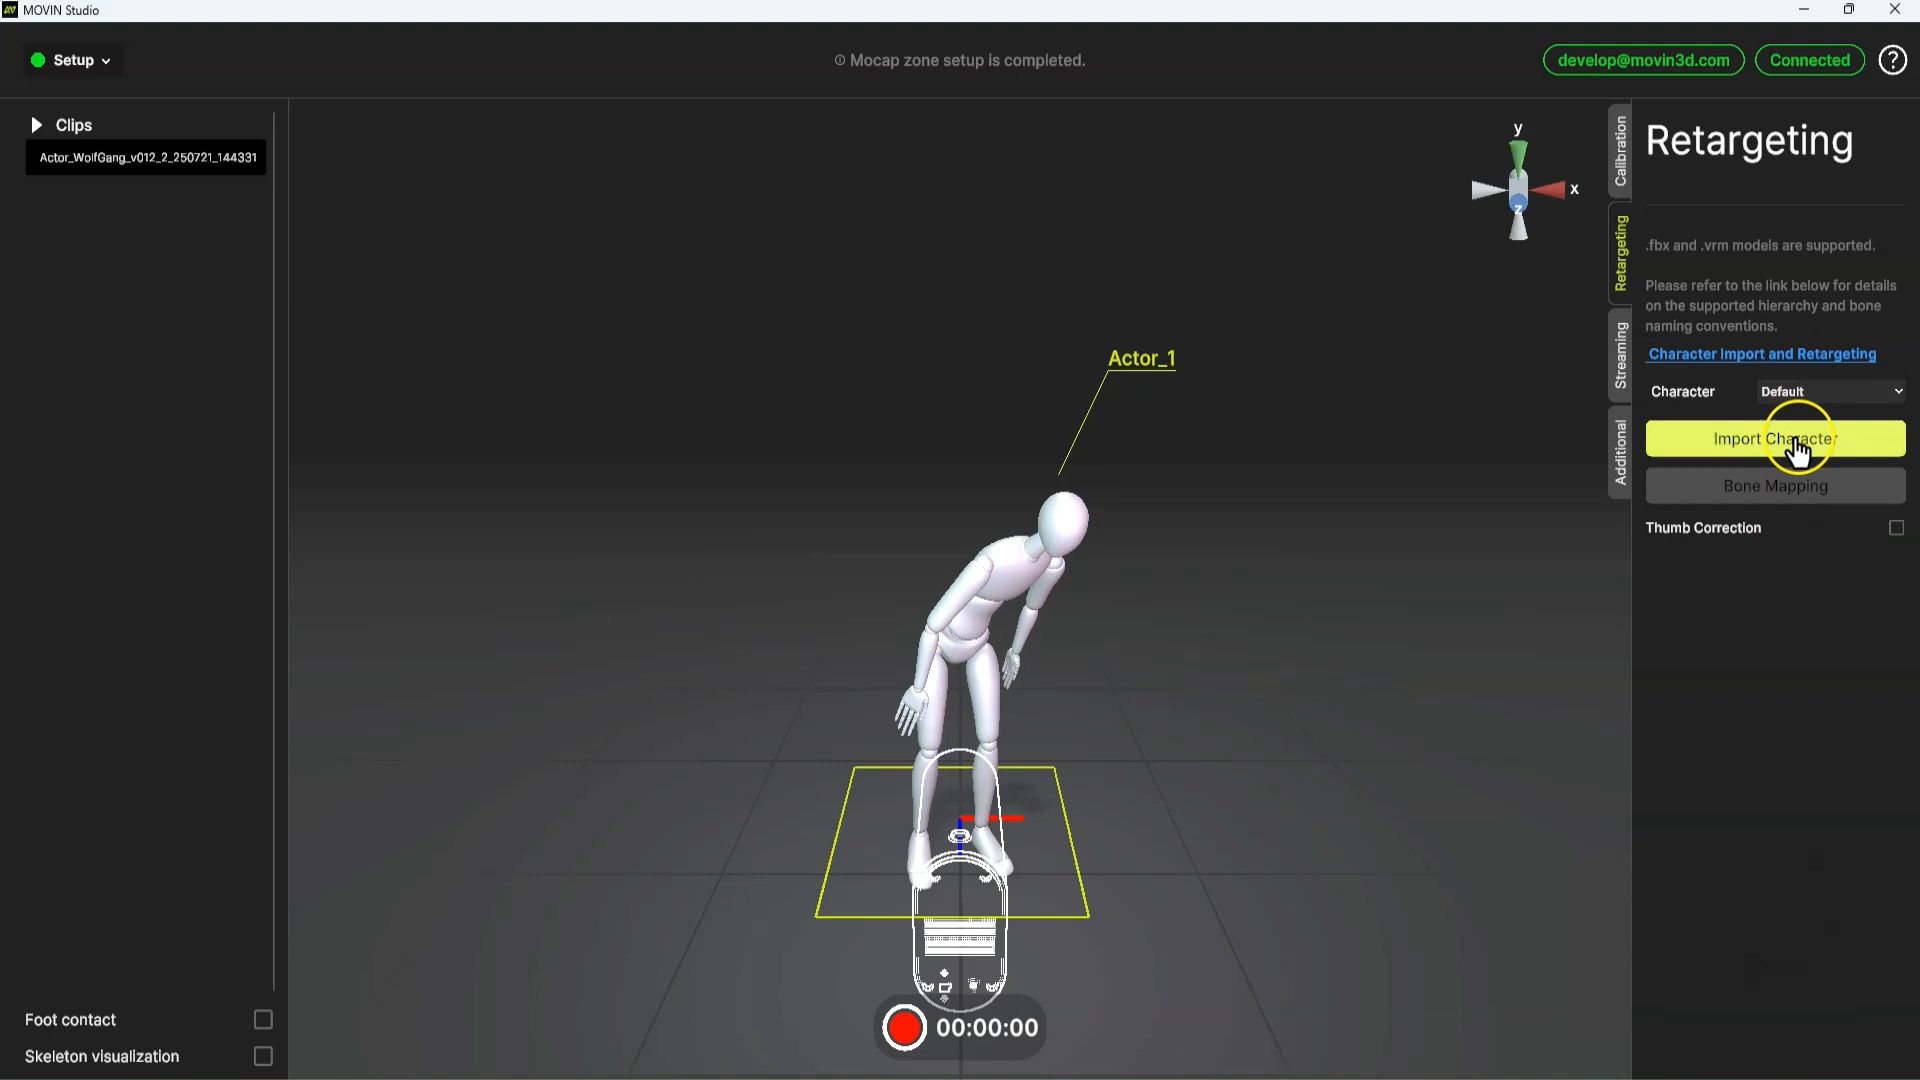 MOVIN Studio
Setup
Mocap zone setup is completed.
develop@movin3d.com
Connected
?
Clips
Actor_WolfGang_v012_2_250721_144331
y
x
z
Actor_1
Calibration
Retargeting
Streaming
Additional
Retargeting
.fbx and .vrm models are supported.
Please refer to the link below for details
on the supported hierarchy and bone
naming conventions.
Character Import and Retargeting
Character
Default
Import Character
Bone Mapping
Thumb Correction
Foot contact
Skeleton visualization
00:00:00